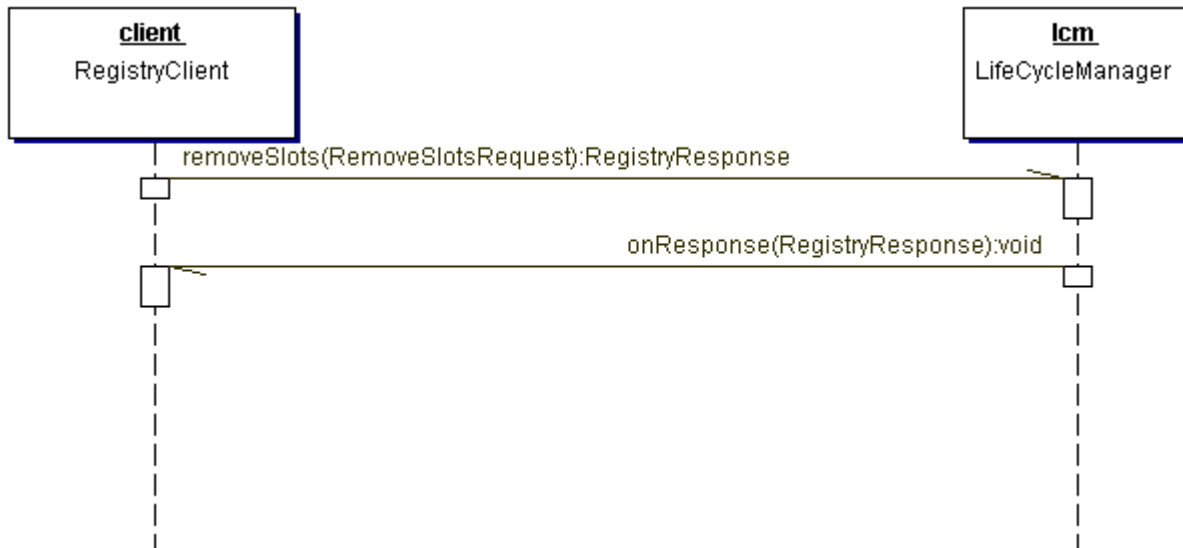 client
RegistryClient
lcm
LifeCycleManager
removeSlots(RemoveSlotsRequest):RegistryResponse
onResponse(RegistryResponse):void